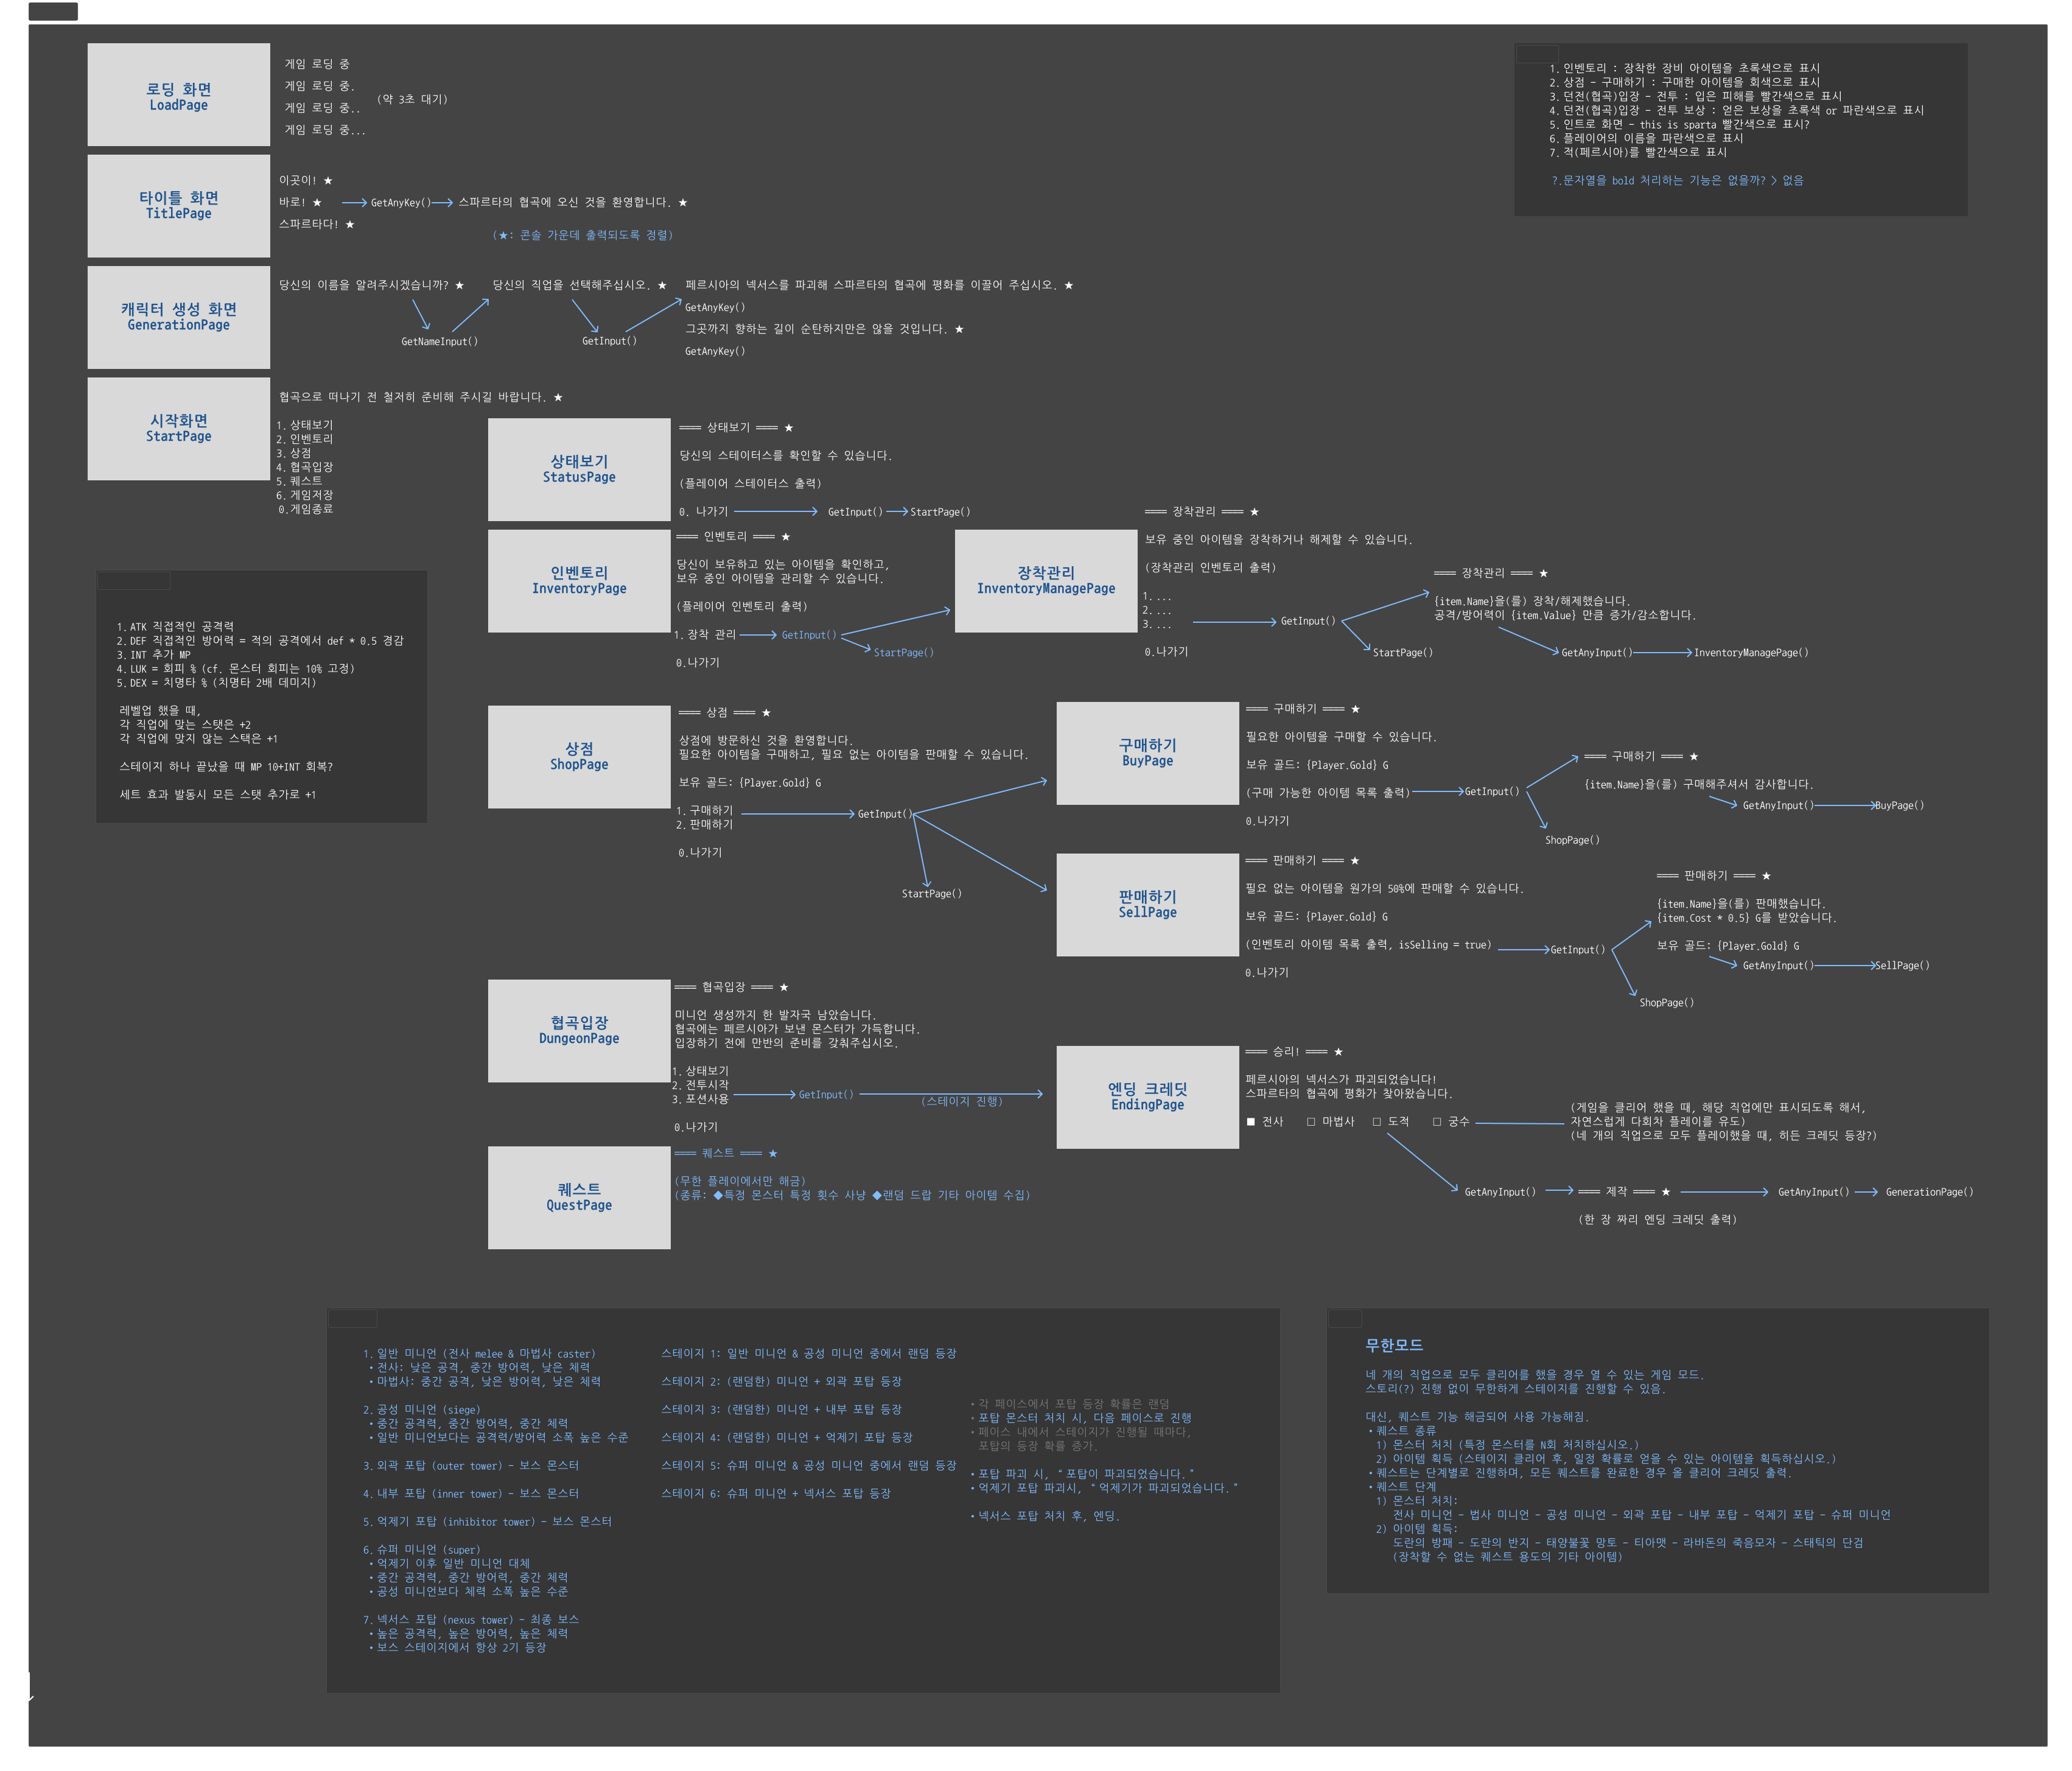 로딩 화면
LoadPage
게임 로딩 중
게임 로딩 중.
게임 로딩 중..
게임 로딩 중...
(약 3초 대기)
1. 인벤토리 : 장착한 장비 아이템을 초록색으로 표시
2. 상점 - 구매하기 : 구매한 아이템을 회색으로 표시
3. 던전(협곡)입장 - 전투 : 입은 피해를 빨간색으로 표시
4. 던전(협곡)입장 - 전투 보상 : 얻은 보상을 초록색 or 파란색으로 표시
5. 인트로 화면 - this is sparta 빨간색으로 표시?
6. 플레이어의 이름을 파란색으로 표시
7. 적(페르시아)를 빨간색으로 표시
?.문자열을 bold 처리하는 기능은 없을까? > 없음
타이틀 화면
TitlePage
이곳이! ★
바로! ★
스파르타다! ★
GetAnyKey()
스파르타의 협곡에 오신 것을 환영합니다. ★
(★: 콘솔 가운데 출력되도록 정렬)
캐릭터 생성 화면
GenerationPage
당신의 이름을 알려주시겠습니까? ★
GetNameInput()
당신의 직업을 선택해주십시오. ★
GetInput()
페르시아의 넥서스를 파괴해 스파르타의 협곡에 평화를 이끌어 주십시오. ★
GetAnyKey()
그곳까지 향하는 길이 순탄하지만은 않을 것입니다. ★
GetAnyKey()
시작화면
StartPage
협곡으로 떠나기 전 철저히 준비해 주시길 바랍니다. ★
1. 상태보기
2. 인벤토리
3. 상점
4. 협곡입장
5. 퀘스트
6. 게임저장
0.게임종료
상태보기
StatusPage
════ 상태보기 ════ ★
당신의 스테이터스를 확인할 수 있습니다.
(플레이어 스테이터스 출력)
0. 나가기
GetInput()
StartPage()
인벤토리
InventoryPage
════ 인벤토리 ════ ★
당신이 보유하고 있는 아이템을 확인하고,
보유 중인 아이템을 관리할 수 있습니다.
(플레이어 인벤토리 출력)
1. 장착 관리
0.나가기
GetInput()
StartPage()
장착관리
InventoryManagePage
════ 장착관리 ════ ★
보유 중인 아이템을 장착하거나 해제할 수 있습니다.
(장착관리 인벤토리 출력)
1. ...
2. ...
3. ...
0.나가기
GetInput()
StartPage()
════ 장착관리 ════ ★
{item.Name}을(를) 장착/해제했습니다.
공격/방어력이 {item.Value} 만큼 증가/감소합니다.
GetAnyInput()
InventoryManagePage()
1. ATK 직접적인 공격력
2. DEF 직접적인 방어력 = 적의 공격에서 def * 0.5 경감
3. INT 추가 MP
4. LUK = 회피 % (cf. 몬스터 회피는 10% 고정)
5. DEX = 치명타 % (치명타 2배 데미지)
레벨업 했을 때,
각 직업에 맞는 스탯은 +2
각 직업에 맞지 않는 스택은 +1
스테이지 하나 끝났을 때 MP 10+INT 회복?
세트 효과 발동시 모든 스탯 추가로 +1
상점
ShopPage
════ 상점 ════ ★
상점에 방문하신 것을 환영합니다.
필요한 아이템을 구매하고, 필요 없는 아이템을 판매할 수 있습니다.
보유 골드: {Player.Gold} G
1. 구매하기
2. 판매하기
0.나가기
GetInput()
StartPage()
구매하기
BuyPage
════ 구매하기 ════ ★
필요한 아이템을 구매할 수 있습니다.
보유 골드: {Player.Gold} G
(구매 가능한 아이템 목록 출력)
0.나가기
GetInput()
ShopPage()
════ 구매하기 ════ ★
{item.Name}을(를) 구매해주셔서 감사합니다.
GetAnyInput()
BuyPage()
판매하기
SellPage
════ 판매하기 ════ ★
필요 없는 아이템을 원가의 50%에 판매할 수 있습니다.
보유 골드: {Player.Gold} G
(인벤토리 아이템 목록 출력, isSelling = true)
0.나가기
GetInput()
ShopPage()
════ 판매하기 ════ ★
{item.Name}을(를) 판매했습니다.
{item.Cost * 0.5} G를 받았습니다.
보유 골드: {Player.Gold} G
GetAnyInput()
SellPage()
협곡입장
DungeonPage
════ 협곡입장 ════ ★
미니언 생성까지 한 발자국 남았습니다.
협곡에는 페르시아가 보낸 몬스터가 가득합니다.
입장하기 전에 만반의 준비를 갖춰주십시오.
1. 상태보기
2. 전투시작
3. 포션사용
0.나가기
GetInput()
(스테이지 진행)
엔딩 크레딧
EndingPage
════ 승리! ════ ★
페르시아의 넥서스가 파괴되었습니다!
스파르타의 협곡에 평화가 찾아왔습니다.
■ 전사 □ 마법사 □ 도적 □ 궁수
(게임을 클리어 했을 때, 해당 직업에만 표시되도록 해서,
자연스럽게 다회차 플레이를 유도)
(네 개의 직업으로 모두 플레이했을 때, 히든 크레딧 등장?)
GetAnyInput()
════ 제작 ════ ★
(한 장 짜리 엔딩 크레딧 출력)
GetAnyInput()
GenerationPage()
퀘스트
QuestPage
════ 퀘스트 ════ ★
(무한 플레이에서만 해금)
(종류: ◆특정 몬스터 특정 횟수 사냥 ◆랜덤 드랍 기타 아이템 수집)
1. 일반 미니언 (전사 melee & 마법사 caster)
• 전사: 낮은 공격, 중간 방어력, 낮은 체력
• 마법사: 중간 공격, 낮은 방어력, 낮은 체력
2. 공성 미니언 (siege)
• 중간 공격력, 중간 방어력, 중간 체력
• 일반 미니언보다는 공격력/방어력 소폭 높은 수준
3. 외곽 포탑 (outer tower) - 보스 몬스터
4. 내부 포탑 (inner tower) - 보스 몬스터
5. 억제기 포탑 (inhibitor tower) - 보스 몬스터
6. 슈퍼 미니언 (super)
• 억제기 이후 일반 미니언 대체
• 중간 공격력, 중간 방어력, 중간 체력
• 공성 미니언보다 체력 소폭 높은 수준
7. 넥서스 포탑 (nexus tower) - 최종 보스
• 높은 공격력, 높은 방어력, 높은 체력
• 보스 스테이지에서 항상 2기 등장
스테이지 1: 일반 미니언 & 공성 미니언 중에서 랜덤 등장
스테이지 2: (랜덤한) 미니언 + 외곽 포탑 등장
스테이지 3: (랜덤한) 미니언 + 내부 포탑 등장
스테이지 4: (랜덤한) 미니언 + 억제기 포탑 등장
스테이지 5: 슈퍼 미니언 & 공성 미니언 중에서 랜덤 등장
스테이지 6: 슈퍼 미니언 + 넥서스 포탑 등장
• 각 페이스에서 포탑 등장 확률은 랜덤
• 포탑 몬스터 처치 시, 다음 페이스로 진행
• 페이스 내에서 스테이지가 진행될 때마다,
포탑의 등장 확률 증가.
• 포탑 파괴 시, "포탑이 파괴되었습니다."
• 억제기 포탑 파괴시, "억제기가 파괴되었습니다."
• 넥서스 포탑 처치 후, 엔딩.
무한모드
네 개의 직업으로 모두 클리어를 했을 경우 열 수 있는 게임 모드.
스토리(?) 진행 없이 무한하게 스테이지를 진행할 수 있음.
대신, 퀘스트 기능 해금되어 사용 가능해짐.
• 퀘스트 종류
1) 몬스터 처치 (특정 몬스터를 N회 처치하십시오.)
2) 아이템 획득 (스테이지 클리어 후, 일정 확률로 얻을 수 있는 아이템을 획득하십시오.)
• 퀘스트는 단계별로 진행하며, 모든 퀘스트를 완료한 경우 올 클리어 크레딧 출력.
• 퀘스트 단계
1) 몬스터 처치:
전사 미니언 - 법사 미니언 - 공성 미니언 - 외곽 포탑 - 내부 포탑 - 억제기 포탑 - 슈퍼 미니언
2) 아이템 획득:
도란의 방패 - 도란의 반지 - 태양불꽃 망토 - 티아맷 - 라바돈의 죽음모자 - 스태틱의 단검
(장착할 수 없는 퀘스트 용도의 기타 아이템)